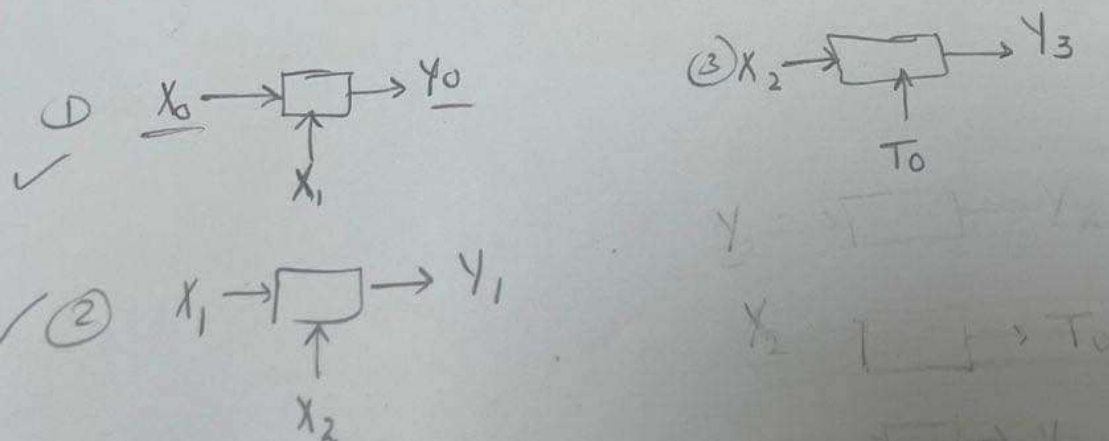 ① X₀ → → Y₀
X₁
② X₁ → → Y₁
X₂
③ X₂ → → Y₃
T₀